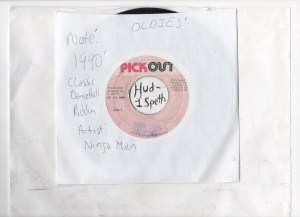 OLDIES'
Note:
1990'
Classic
Dancehall
Riddim
Artist
Ninja Man
PICKOUT
Hud-
1 Speth